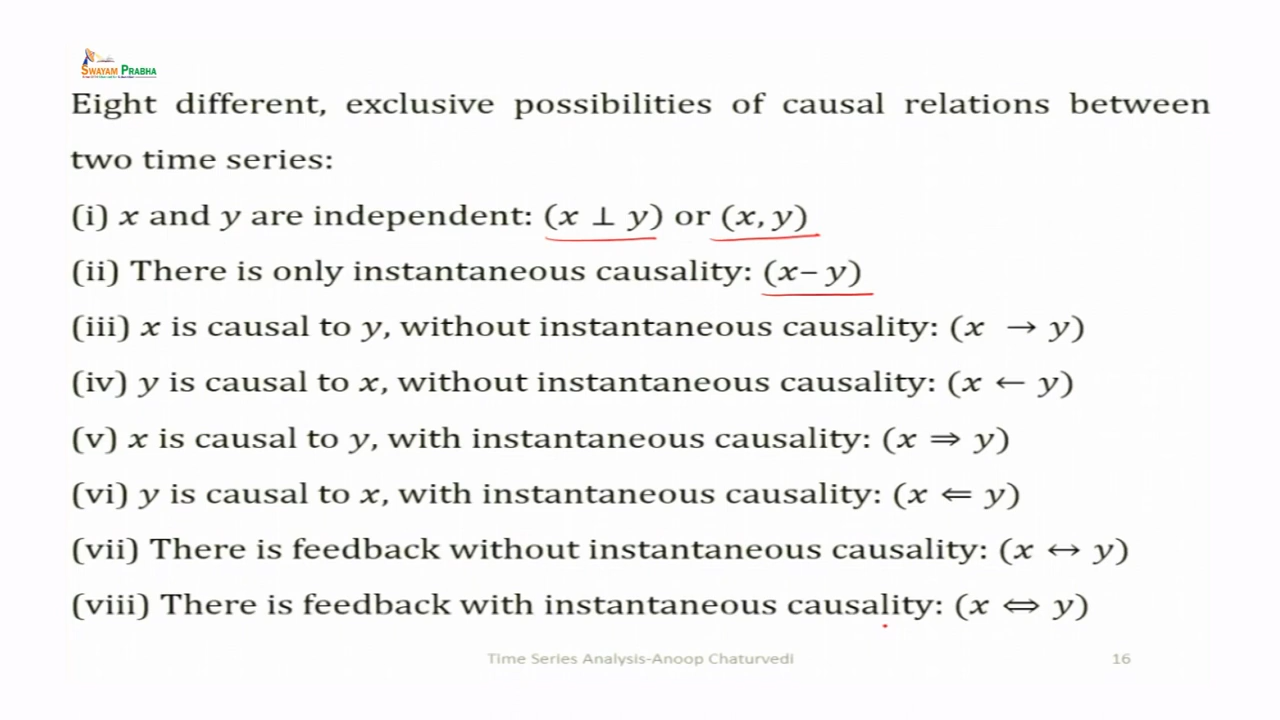 SWAYAM PRABHA
Eight different, exclusive possibilities of causal relations between
two time series:
(i) x and y are independent: (x ⊥ y) or (x, y)
(ii) There is only instantaneous causality: (x– y)
(iii) x is causal to y, without instantaneous causality: (x → y)
(iv) y is causal to x, without instantaneous causality: (x ← y)
(v) x is causal to y, with instantaneous causality: (x ⇒ y)
(vi) y is causal to x, with instantaneous causality: (x ⇐ y)
(vii) There is feedback without instantaneous causality: (x ↔ y)
(viii) There is feedback with instantaneous causality: (x ⇔ y)
Time Series Analysis-Anoop Chaturvedi 16